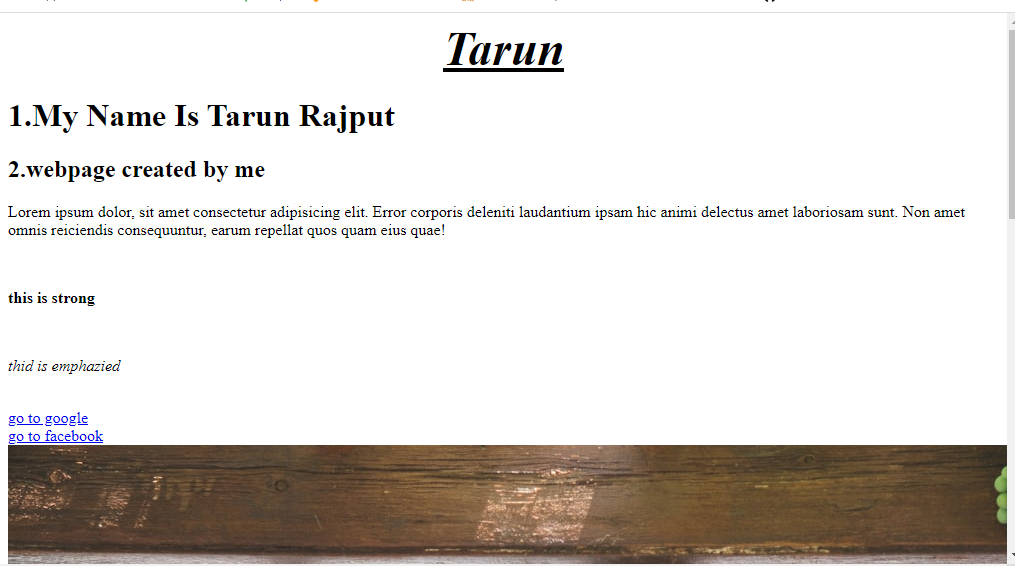 Tarun
1.My Name Is Tarun Rajput
2.webpage created by me
Lorem ipsum dolor, sit amet consectetur adipisicing elit. Error corporis deleniti laudantium ipsam hic animi delectus amet laboriosam sunt. Non amet
omnis reiciendis consequuntur, earum repellat quos quam eius quae!
this is strong
thid is emphazied
go to google
go to facebook